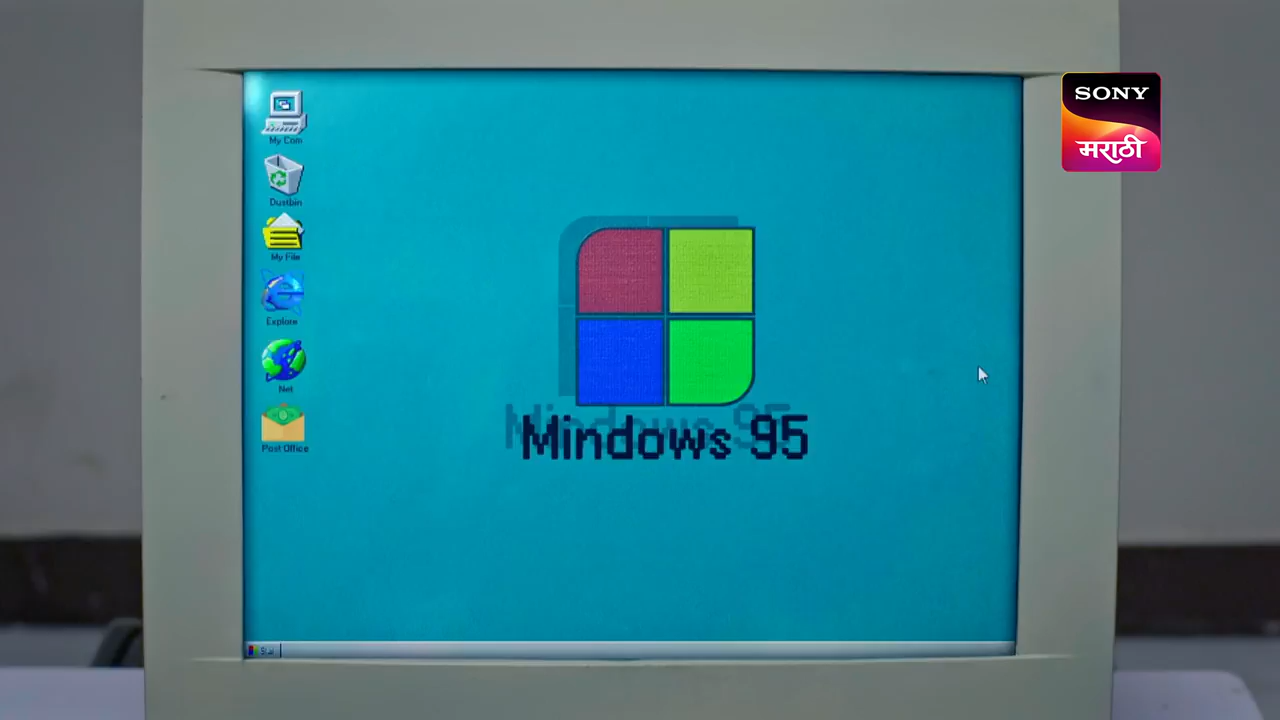 SONY
मराठी
My Com
Dustbin
My File
Explore
Net
Post Office
Mindows 95